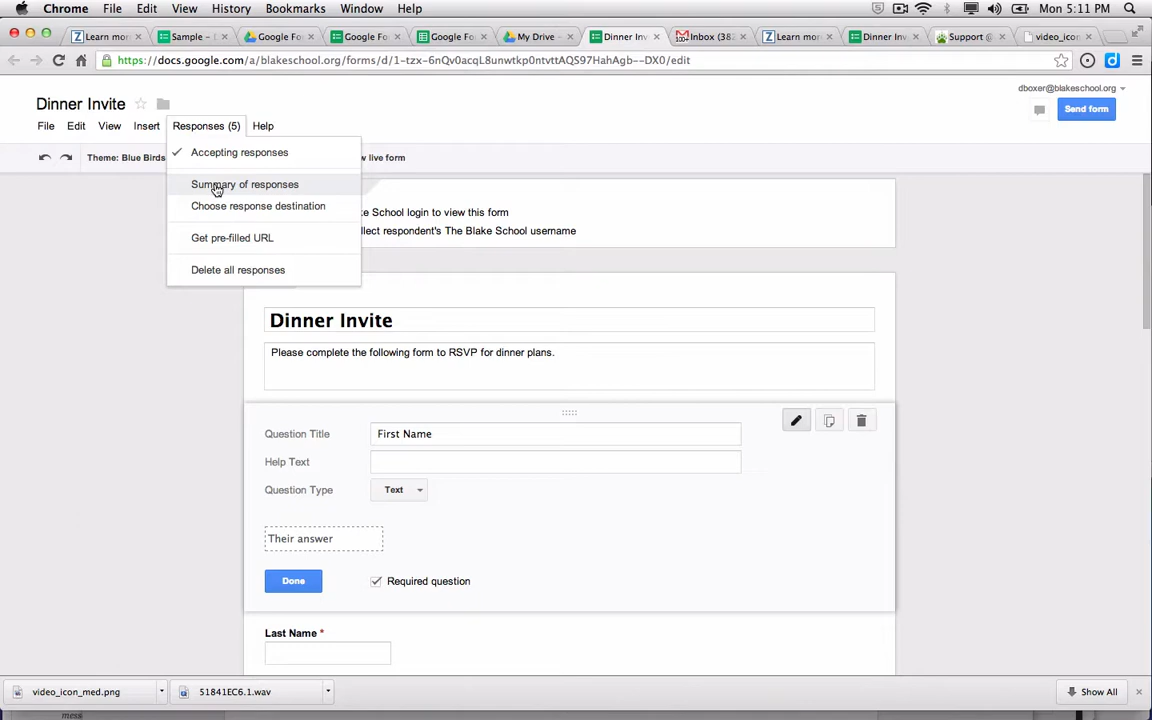 Chrome File Edit View History Bookmarks Window Help Mon 5:11 PM
Learn mor Sample - D Google Fo Google Fo Google Fo My Drive - Dinner Inv 100+ Inbox (382 Learn mor Dinner Inv Support @ video_icon
https://docs.google.com/a/blakeschool.org/forms/d/1-tzx-6nQv0acqL8unwtkp0ntvttAQS97HahAgb--DX0/edit
dboxer@blakeschool.org
Dinner Invite
Send form
File Edit View Insert Responses (5) Help
Accepting responses
Theme: Blue Birds w live form
Summary of responses
Choose response destination
ke School login to view this form
llect respondent's The Blake School username
Get pre-filled URL
Delete all responses
Dinner Invite
Please complete the following form to RSVP for dinner plans.
Question Title First Name
Help Text
Question Type Text
Their answer
Done Required question
Last Name *
video_icon_med.png 51841EC6.1.wav Show All
mess